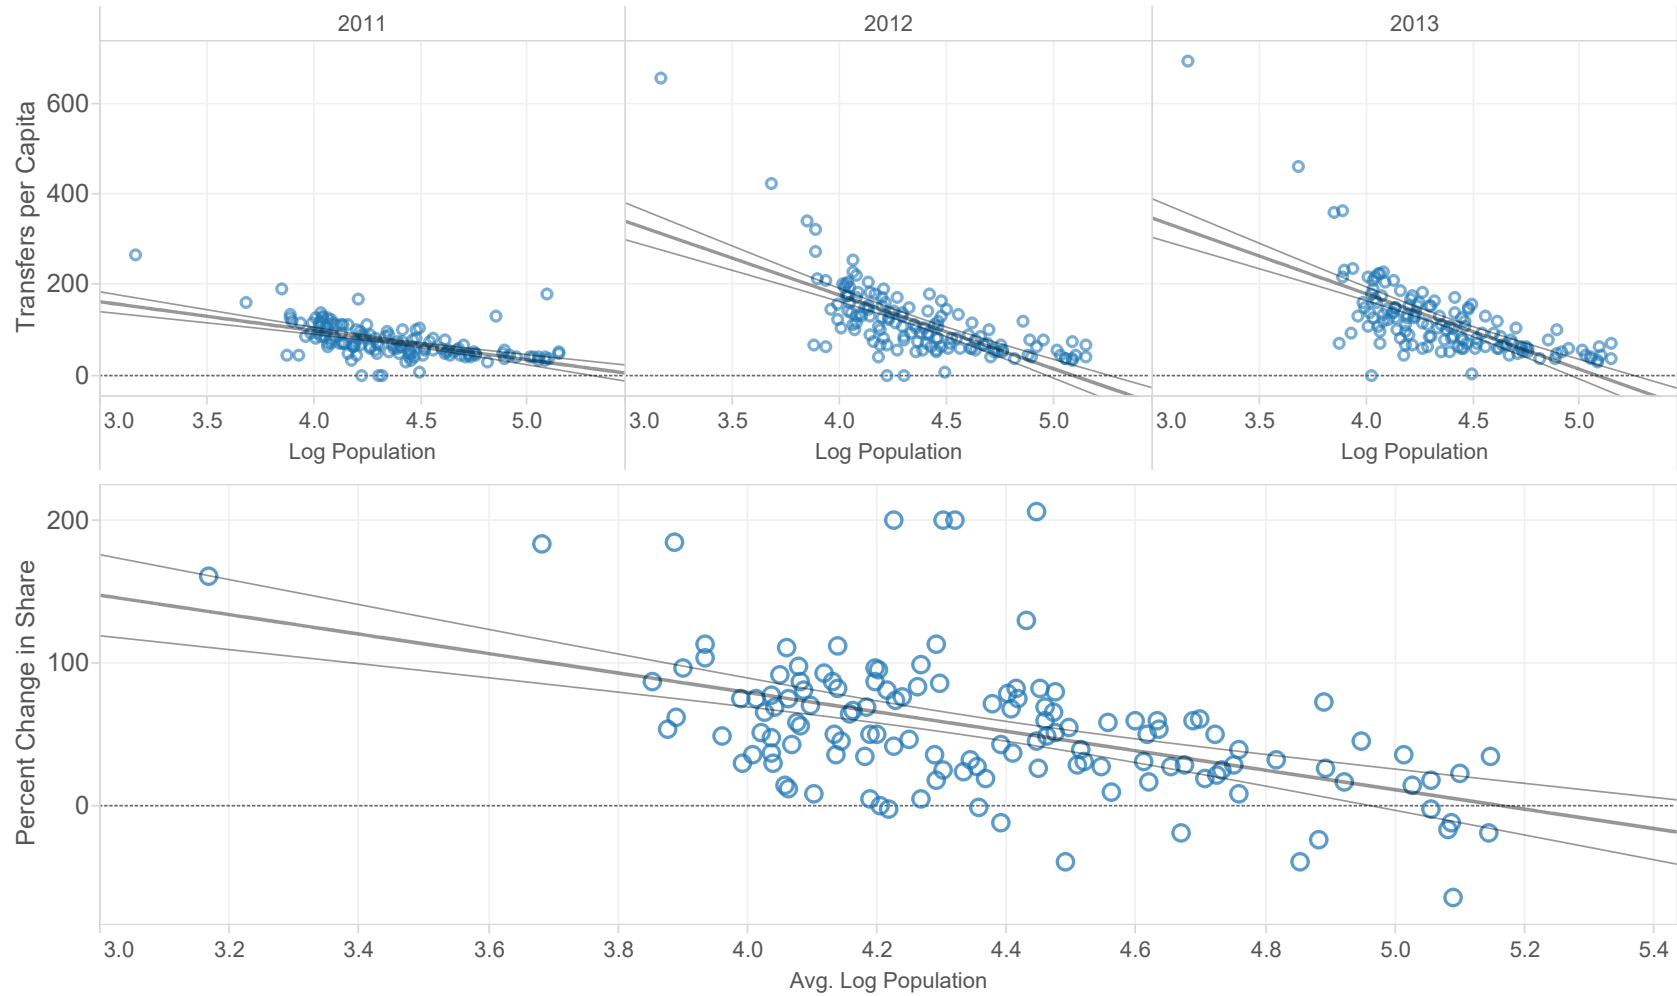 2011 2012 2013
Transfers per Capita
600
400
200
0
3.0 3.5 4.0 4.5 5.0 3.0 3.5 4.0 4.5 5.0 3.0 3.5 4.0 4.5 5.0
Log Population Log Population Log Population
Percent Change in Share
200
100
0
3.0 3.2 3.4 3.6 3.8 4.0 4.2 4.4 4.6 4.8 5.0 5.2 5.4
Avg. Log Population